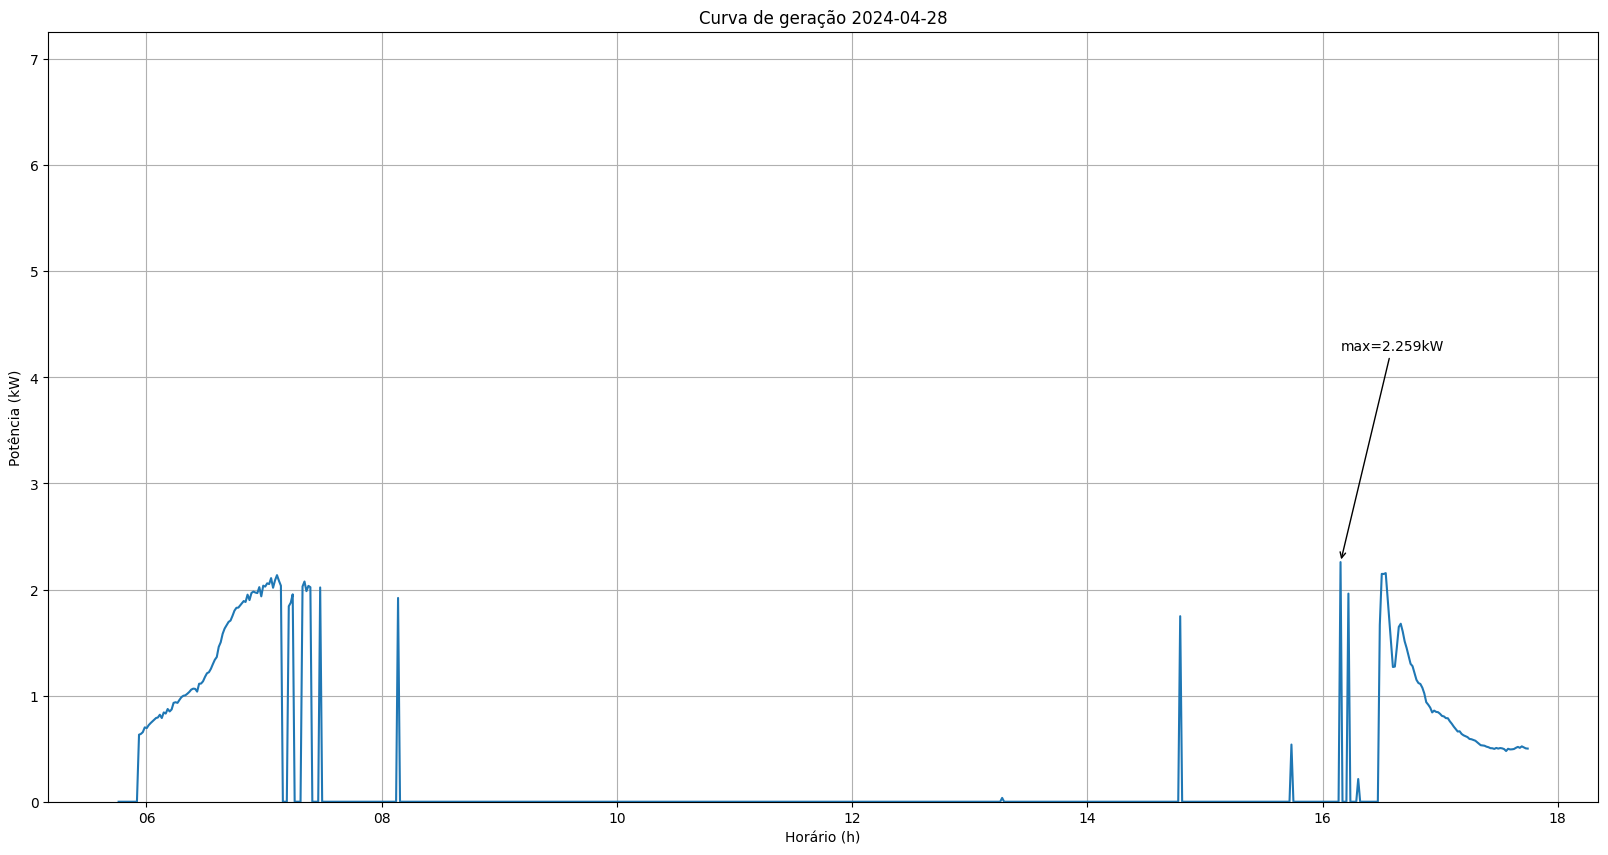 Curva de geração 2024-04-28
7
6
5
4
3
2
1
0
Potência (kW)
max=2.259kW
06 08 10 12 14 16 18
Horário (h)